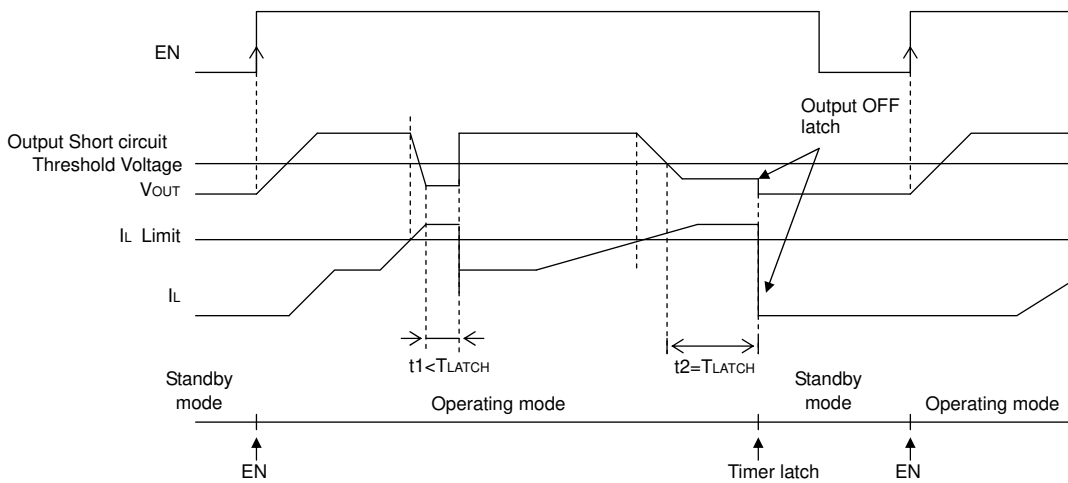 EN
Output OFF
latch
Output Short circuit
Threshold Voltage
VOUT
IL Limit
IL
t1<TLATCH
t2=TLATCH
Standby
mode
Operating mode
Standby
mode
Operating mode
EN
Timer latch
EN